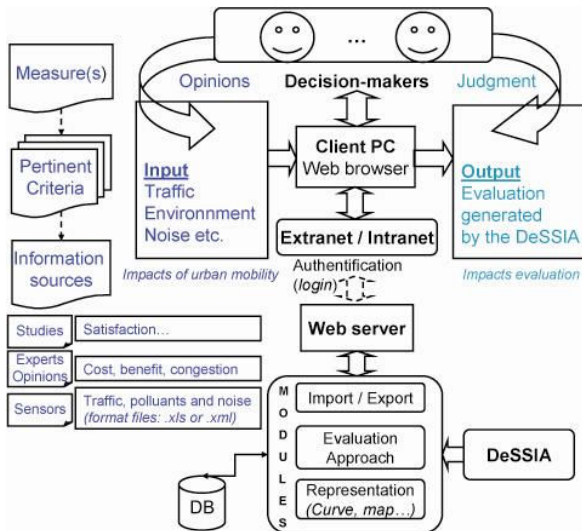 ...
Opinions
Decision-makers
Judgment
Measure(s)
Pertinent
Criteria
Information
sources
Input
Traffic
Environnment
Noise etc.
Impacts of urban mobility
Client PC
Web browser
Output
Evaluation
generated
by the DeSSIA
Impacts evaluation
Extranet / Intranet
Authentification
(login)
Web server
Studies
Satisfaction…
Experts
Opinions
Cost, benefit, congestion
Sensors
Traffic, polluants and noise
(format files: .xls or .xml)
MODULES
Import / Export
Evaluation
Approach
Representation
(Curve, map…)
DeSSIA
DB